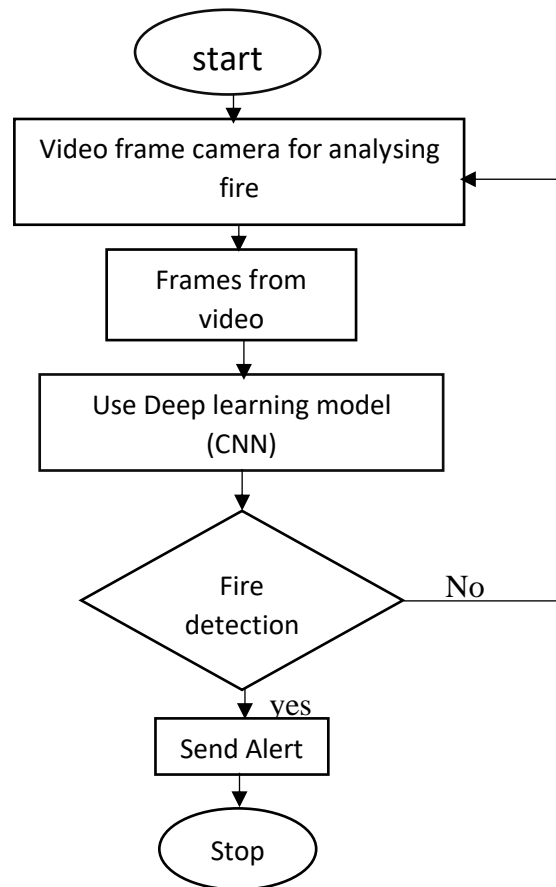 start
Video frame camera for analysing
fire
Frames from
video
Use Deep learning model
(CNN)
Fire
detection
No
yes
Send Alert
Stop